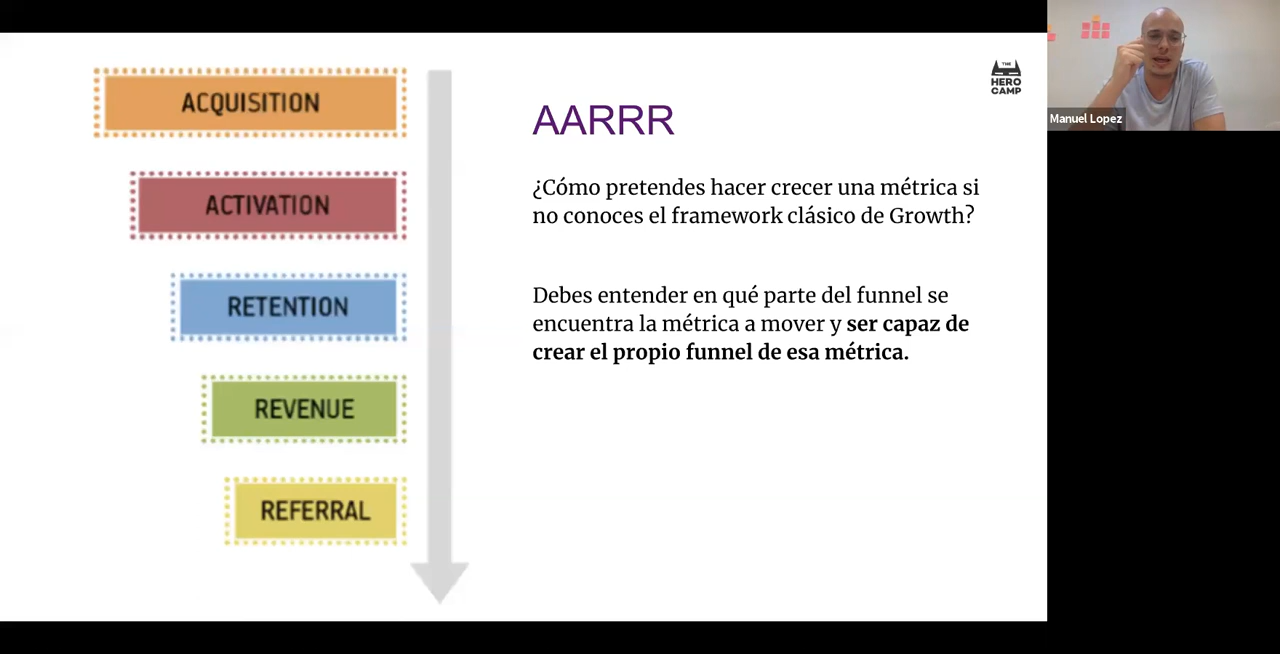 ACQUISITION
ACTIVATION
RETENTION
REVENUE
REFERRAL
AARRR
¿Cómo pretendes hacer crecer una métrica si
no conoces el framework clásico de Growth?
Debes entender en qué parte del funnel se
encuentra la métrica a mover y ser capaz de
crear el propio funnel de esa métrica.
THE
HERO
CAMP
Manuel Lopez